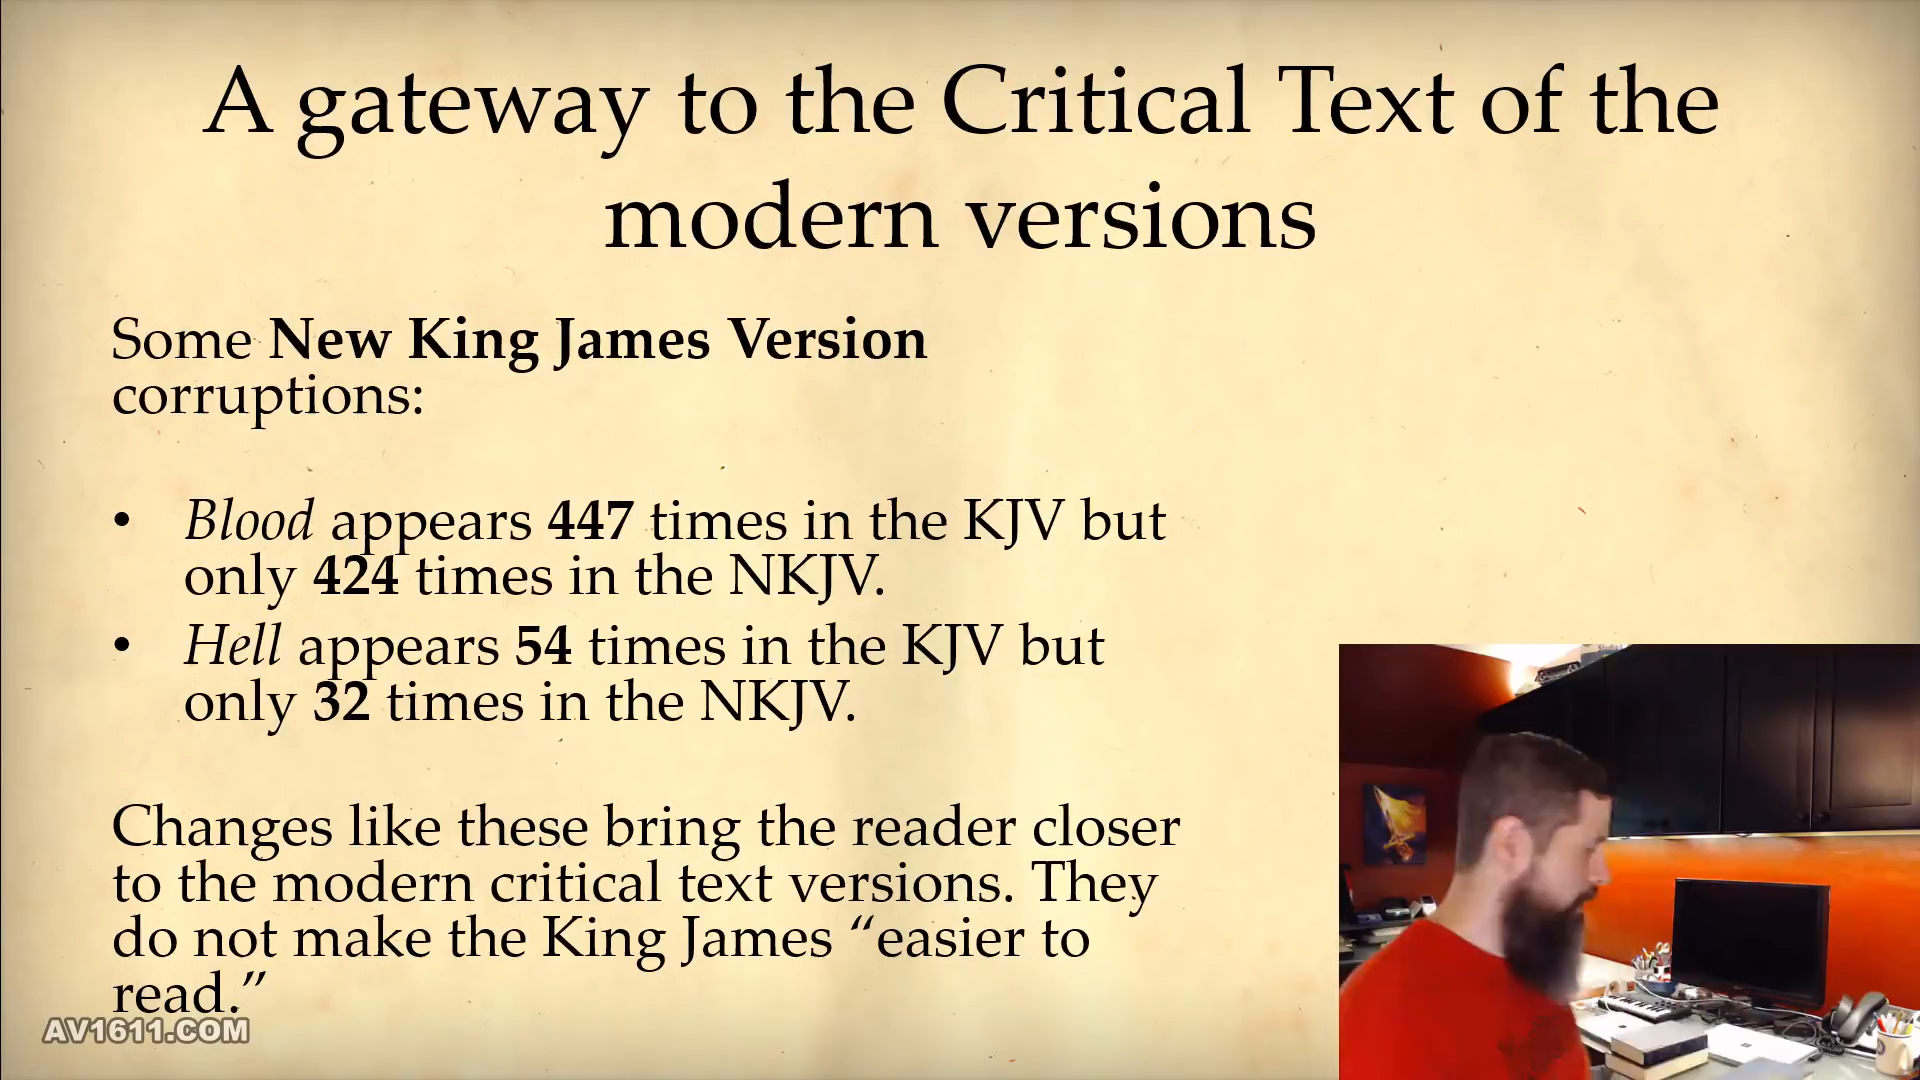 A gateway to the Critical Text of the
modern versions
Some New King James Version
corruptions:
• Blood appears 447 times in the KJV but
only 424 times in the NKJV.
• Hell appears 54 times in the KJV but
only 32 times in the NKJV.
Changes like these bring the reader closer
to the modern critical text versions. They
do not make the King James “easier to
read.”
AV1611.COM